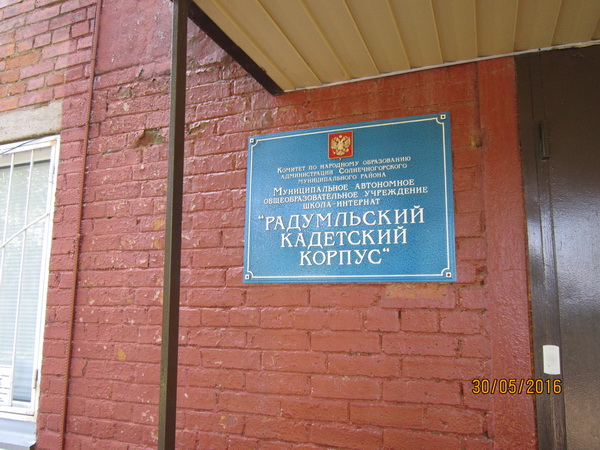 Комитет по народному образованию
администрации Солнечногорского
муниципального района
Муниципальное автономное
общеобразовательное учреждение
школа-интернат
"РАДУМЛЬСКИЙ
КАДЕТСКИЙ
КОРПУС"
30/05/2016